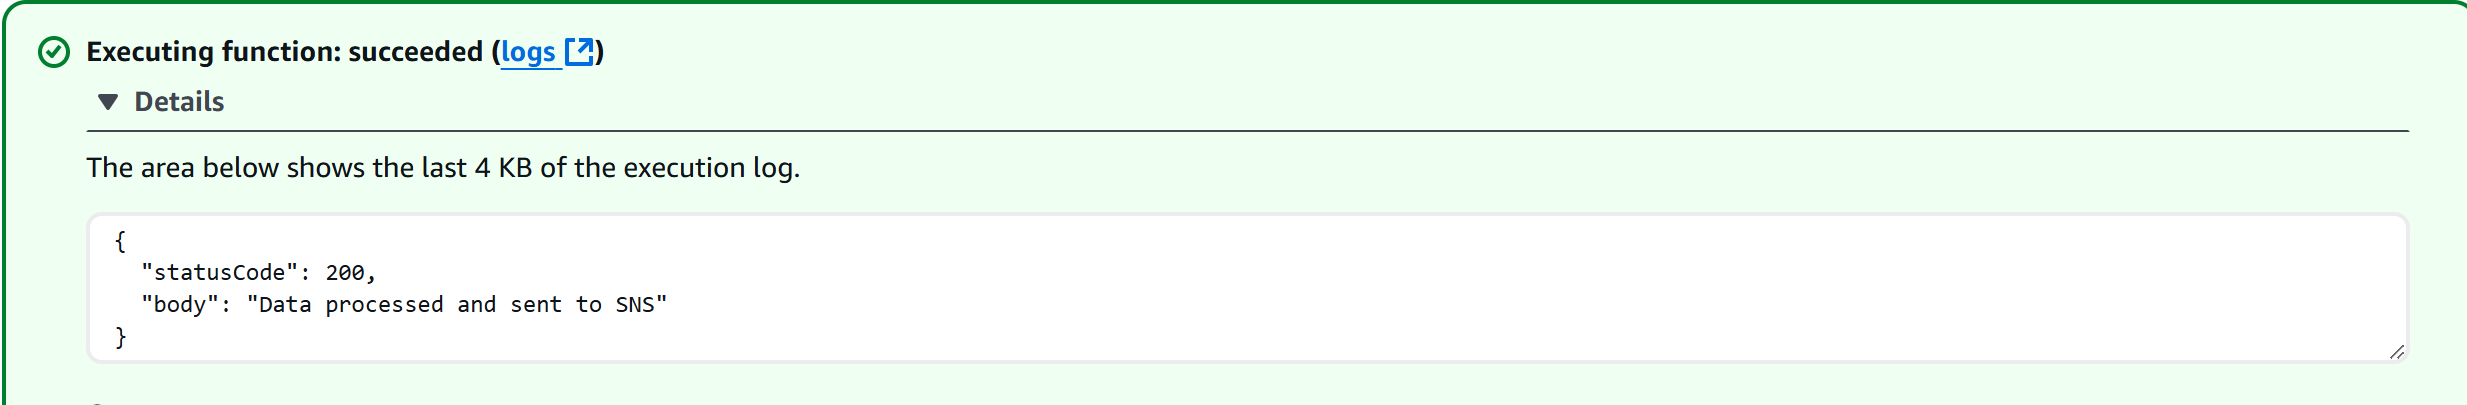 Executing function: succeeded (logs)
Details
The area below shows the last 4 KB of the execution log.
{
  "statusCode": 200,
  "body": "Data processed and sent to SNS"
}